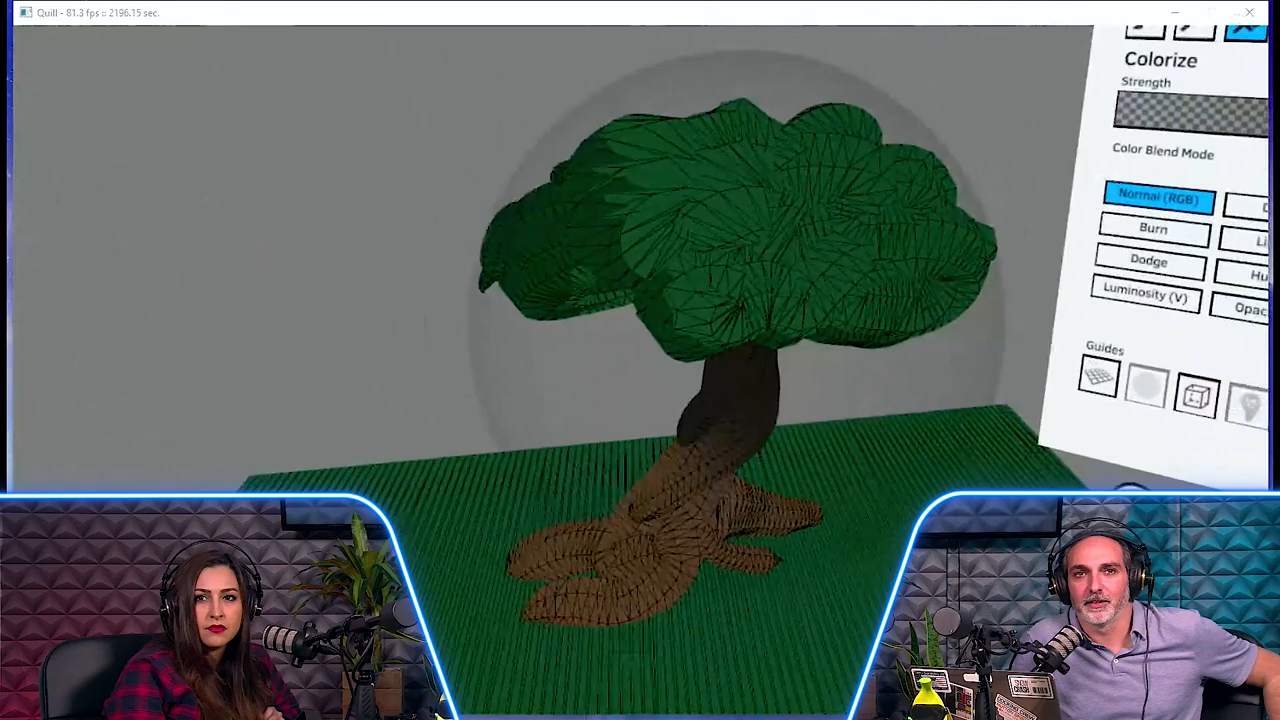 Quill - 81.3 fps :: 2196.15 sec.
Colorize
Strength
Color Blend Mode
Normal (RGB)
Burn
Dodge
Luminosity (V)
Guides